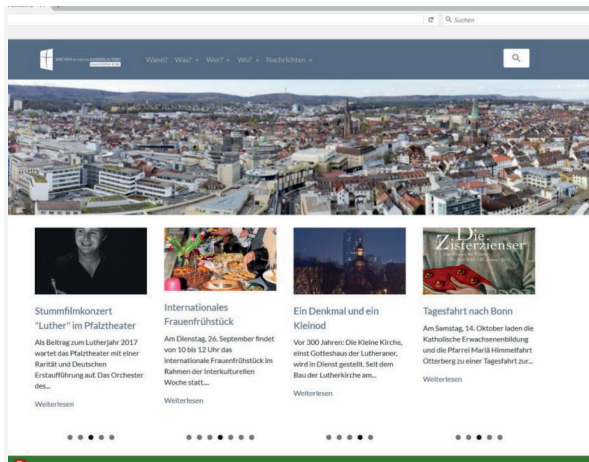 Suchen
Wann? Was? Wer? Wo? Nachrichten
Die
Zisterzienser
Stummfilmkonzert
"Luther" im Pfalztheater
Als Beitrag zum Lutherjahr 2017
wartet das Pfalztheater mit einer
Rarität und Deutschen
Erstaufführung auf. Das Orchester
des...
Weiterlesen
Internationales
Frauenfrühstück
Am Dienstag, 26. September findet
von 10 bis 12 Uhr das
Internationale Frauenfrühstück im
Rahmen der Interkulturellen
Woche statt....
Weiterlesen
Ein Denkmal und ein
Kleinod
Vor 300 Jahren: Die Kleine Kirche,
einst Gotteshaus der Lutheraner,
wird in Dienst gestellt. Seit dem
Bau der Lutherkirche am...
Weiterlesen
Tagesfahrt nach Bonn
Am Samstag, 14. Oktober laden die
Katholische Erwachsenenbildung
und die Pfarrei Mariä Himmelfahrt
Otterberg zu einer Tagesfahrt zur...
Weiterlesen